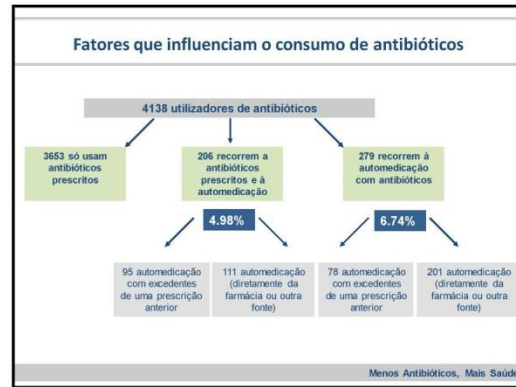 Fatores que influenciam o consumo de antibióticos
4138 utilizadores de antibióticos
3653 só usam
antibióticos
prescritos
206 recorrem a
antibióticos
prescritos e à
automedicação
279 recorrem à
automedicação
com antibióticos
4.98%
6.74%
95 automedicação
com excedentes
de uma prescrição
anterior
111 automedicação
(diretamente da
farmácia ou outra
fonte)
78 automedicação
com excedentes
de uma prescrição
anterior
201 automedicação
(diretamente da
farmácia ou outra
fonte)
Menos Antibióticos, Mais Saúde